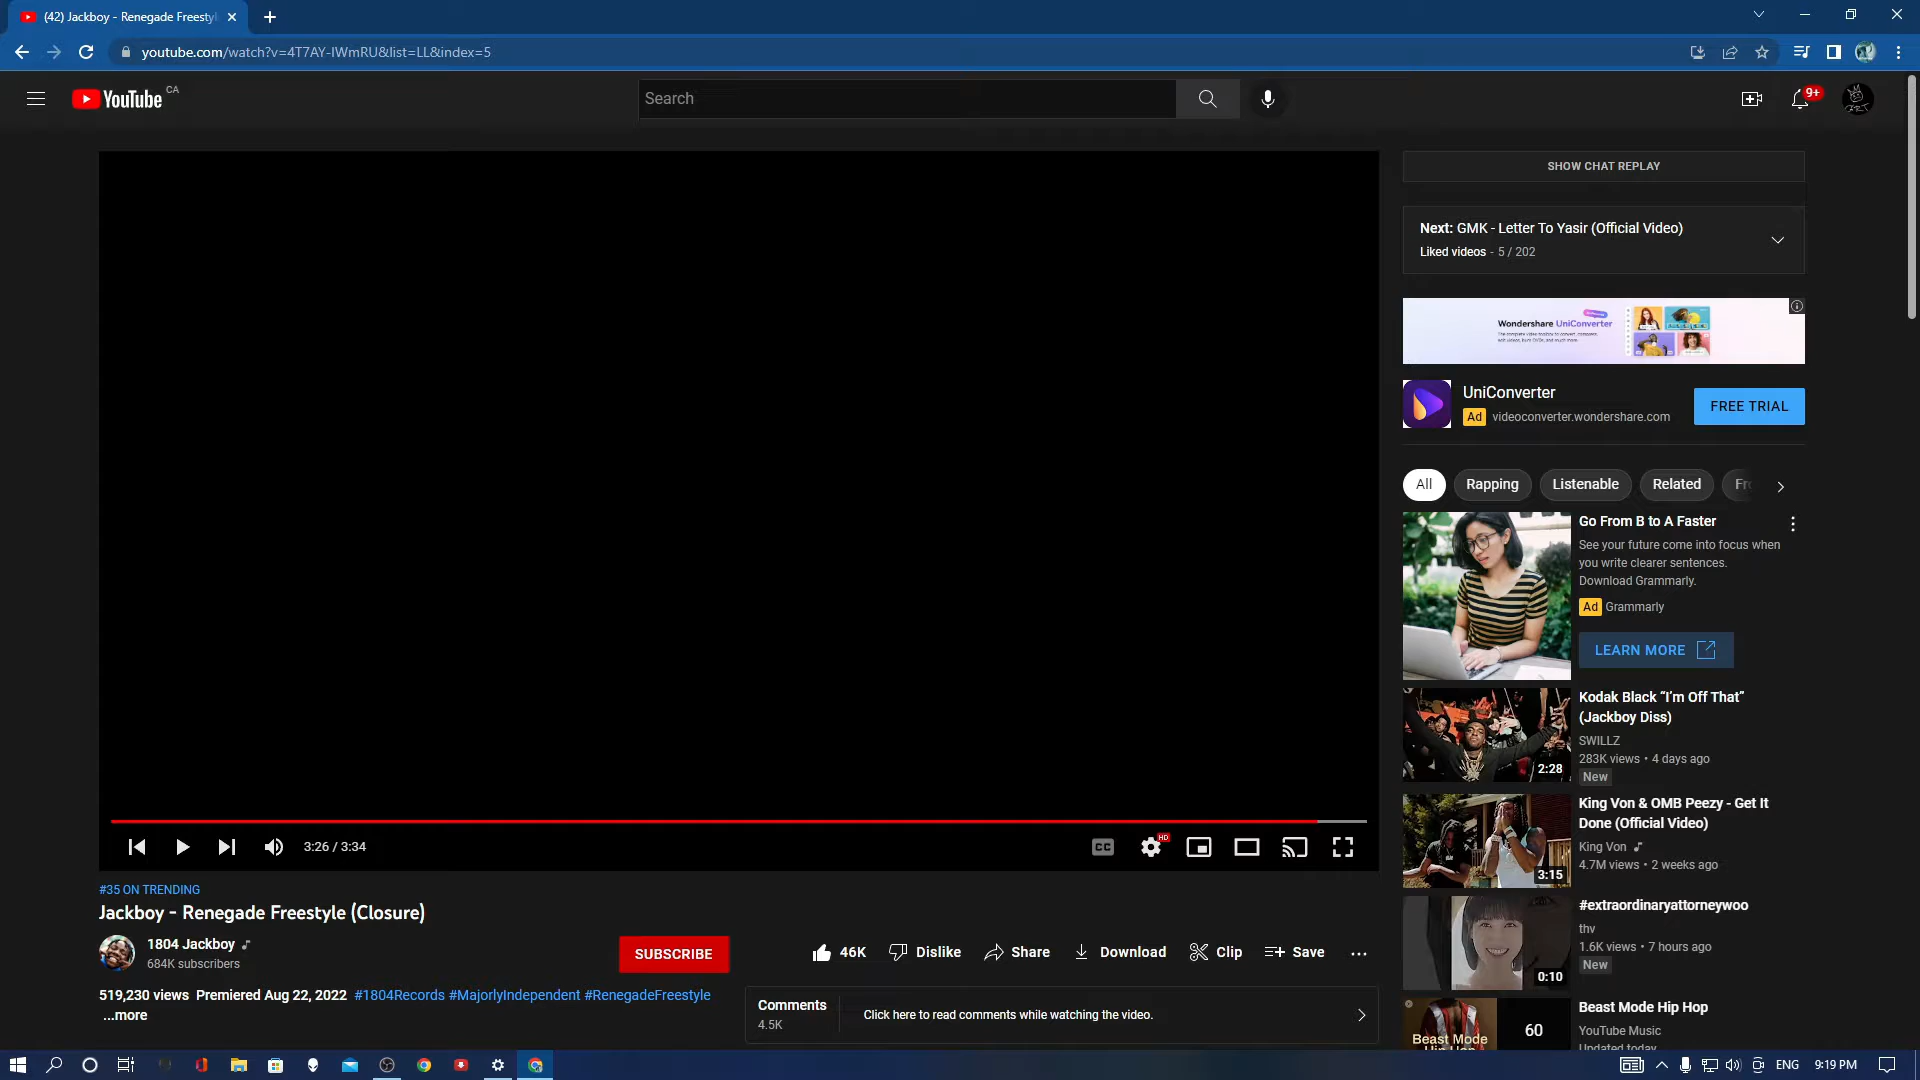 (42) Jackboy - Renegade Freesty
youtube.com/watch?v=4T7AY-IWmRU&list=LL&index=5
YouTube CA
Search
9+
SHOW CHAT REPLAY
Next: GMK - Letter To Yasir (Official Video)
Liked videos - 5 / 202
Wondershare UniConverter
UniConverter
Ad videoconverter.wondershare.com
FREE TRIAL
All Rapping Listenable Related Fr
Go From B to A Faster
See your future come into focus when
you write clearer sentences.
Download Grammarly.
Ad Grammarly
LEARN MORE
Kodak Black “I’m Off That”
(Jackboy Diss)
SWILLZ
283K views • 4 days ago
New
2:28
King Von & OMB Peezy - Get It
Done (Official Video)
King Von
4.7M views • 2 weeks ago
3:15
#extraordinaryattorneywoo
thv
1.6K views • 7 hours ago
New
0:10
Beast Mode Hip Hop
YouTube Music
Updated today
60
Beast Mode
Hip Hop
3:26 / 3:34
CC
HD
#35 ON TRENDING
Jackboy - Renegade Freestyle (Closure)
1804 Jackboy
684K subscribers
SUBSCRIBE
46K Dislike Share Download Clip Save
519,230 views Premiered Aug 22, 2022 #1804Records #MajorlyIndependent #RenegadeFreestyle
...more
Comments
4.5K
Click here to read comments while watching the video.
ENG 9:19 PM